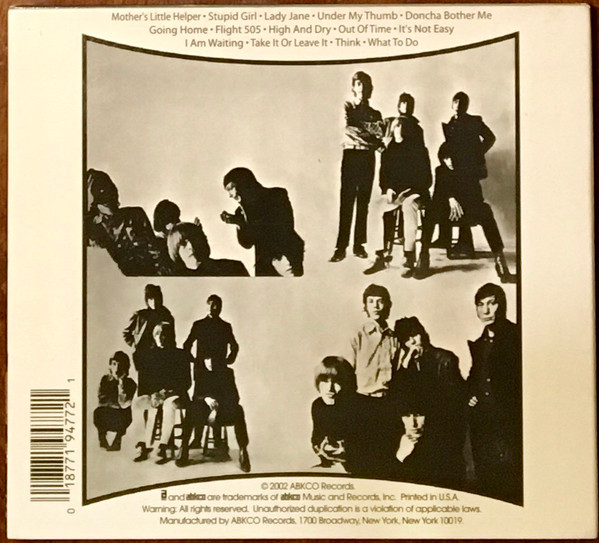 Mother's Little Helper • Stupid Girl • Lady Jane • Under My Thumb • Doncha Bother Me
Going Home • Flight 505 • High And Dry • Out Of Time • It's Not Easy
I Am Waiting • Take It Or Leave It • Think • What To Do
0 18771 94772 1
© 2002 ABKCO Records.
a and abkco are trademarks of abkco Music and Records, Inc. Printed in U.S.A.
Warning: All rights reserved. Unauthorized duplication is a violation of applicable laws.
Manufactured by ABKCO Records, 1700 Broadway, New York, New York 10019.